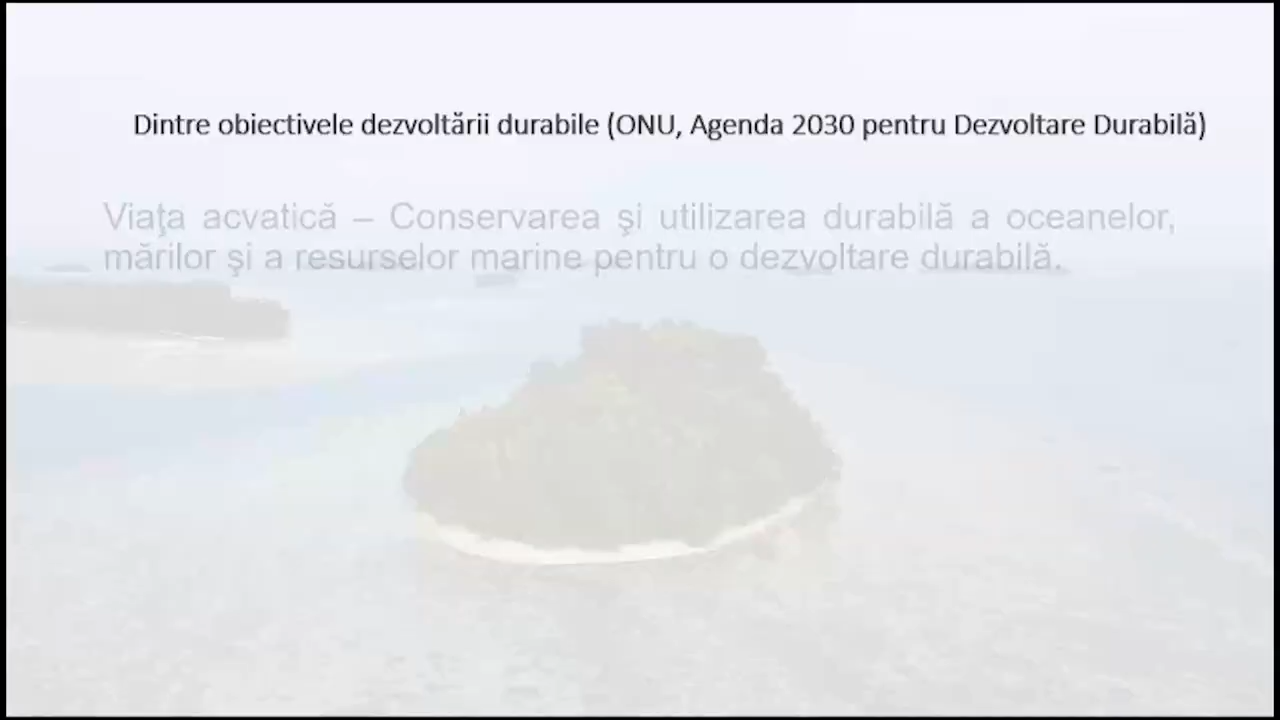 Dintre obiectivele dezvoltării durabile (ONU, Agenda 2030 pentru Dezvoltare Durabilă)
Viaţa acvatică – Conservarea şi utilizarea durabilă a oceanelor,
mărilor şi a resurselor marine pentru o dezvoltare durabilă.